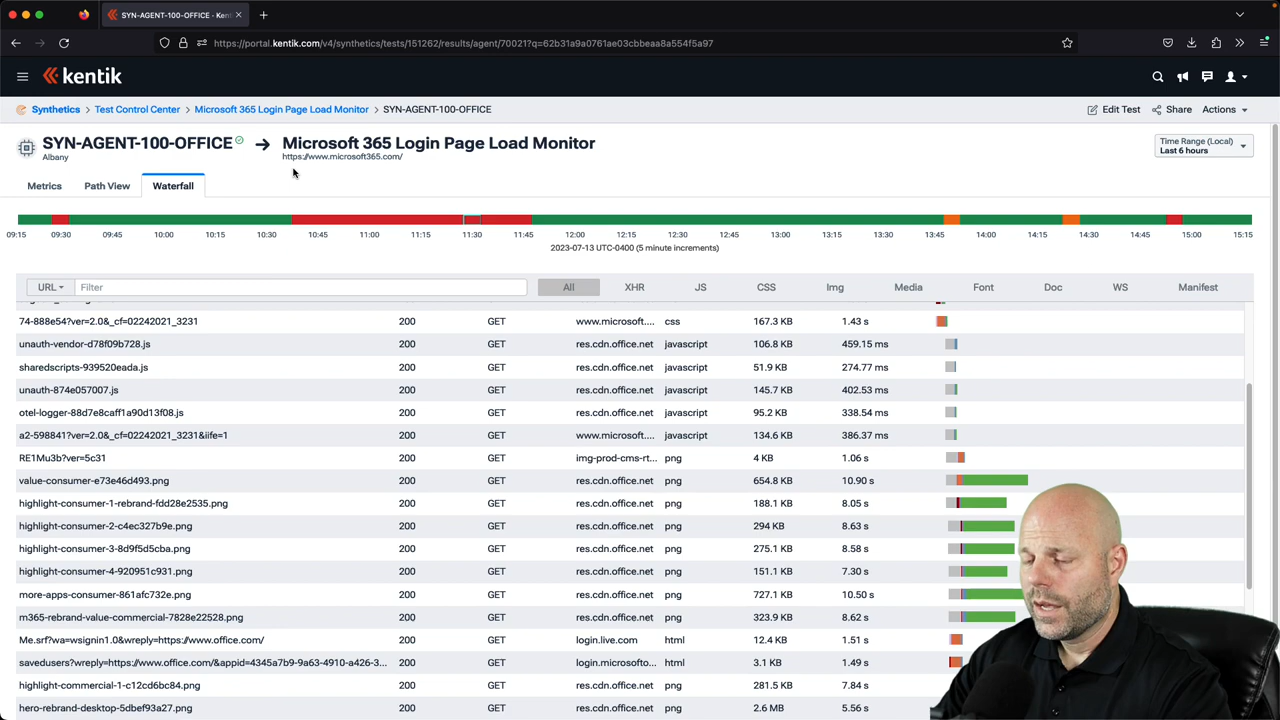 SYN-AGENT-100-OFFICE - Kent
https://portal.kentik.com/v4/synthetics/tests/151262/results/agent/70021?q=62b31a9a0761ae03cbbeaa8a554f5a97
kentik
Synthetics > Test Control Center > Microsoft 365 Login Page Load Monitor > SYN-AGENT-100-OFFICE
Edit Test Share Actions
SYN-AGENT-100-OFFICE → Microsoft 365 Login Page Load Monitor
Albany https://www.microsoft365.com/
Time Range (Local)
Last 6 hours
Metrics Path View Waterfall
09:15 09:30 09:45 10:00 10:15 10:30 10:45 11:00 11:15 11:30 11:45 12:00 12:15 12:30 12:45 13:00 13:15 13:30 13:45 14:00 14:15 14:30 14:45 15:00 15:15
2023-07-13 UTC-0400 (5 minute increments)
URL Filter All XHR JS CSS Img Media Font Doc WS Manifest
74-888e54?ver=2.0&_cf=02242021_3231 200 GET www.microsoft.... css 167.3 KB 1.43 s
unauth-vendor-d78f09b728.js 200 GET res.cdn.office.net javascript 106.8 KB 459.15 ms
sharedscripts-939520eada.js 200 GET res.cdn.office.net javascript 51.9 KB 274.77 ms
unauth-874e057007.js 200 GET res.cdn.office.net javascript 145.7 KB 402.53 ms
otel-logger-88d7e8caff1a90d13f08.js 200 GET res.cdn.office.net javascript 95.2 KB 338.54 ms
a2-598841?ver=2.0&_cf=02242021_3231&iife=1 200 GET www.microsoft.... javascript 134.6 KB 386.37 ms
RE1Mu3b?ver=5c31 200 GET img-prod-cms-rt... png 4 KB 1.06 s
value-consumer-e73e46d493.png 200 GET res.cdn.office.net png 654.8 KB 10.90 s
highlight-consumer-1-rebrand-fdd28e2535.png 200 GET res.cdn.office.net png 188.1 KB 8.05 s
highlight-consumer-2-c4ec327b9e.png 200 GET res.cdn.office.net png 294 KB 8.63 s
highlight-consumer-3-8d9f5d5cba.png 200 GET res.cdn.office.net png 275.1 KB 8.58 s
highlight-consumer-4-920951c931.png 200 GET res.cdn.office.net png 151.1 KB 7.30 s
more-apps-consumer-861afc732e.png 200 GET res.cdn.office.net png 727.1 KB 10.50 s
m365-rebrand-value-commercial-7828e22528.png 200 GET res.cdn.office.net png 323.9 KB 8.62 s
Me.srf?wa=wsignin1.0&wreply=https://www.office.com/ 200 GET login.live.com html 12.4 KB 1.51 s
savedusers?wreply=https://www.office.com/&appid=4345a7b9-9a63-4910-a426-3... 200 GET login.microsofto... html 3.1 KB 1.49 s
highlight-commercial-1-c12cd6bc84.png 200 GET res.cdn.office.net png 281.5 KB 7.84 s
hero-rebrand-desktop-5dbef93a27.png 200 GET res.cdn.office.net png 2.6 MB 5.56 s